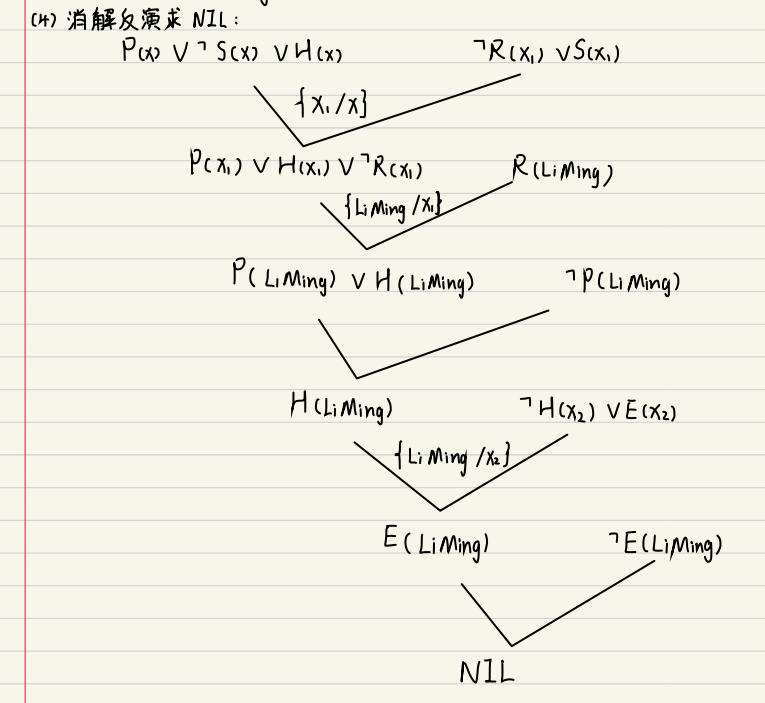 (4) 消解反演求 NIL:
P(x) ∨ ¬S(x) ∨ H(x) ¬R(x₁) ∨ S(x₁)
{x₁/x}
P(x₁) ∨ H(x₁) ∨ ¬R(x₁) R(LiMing)
{LiMing/x₁}
P(LiMing) ∨ H(LiMing) ¬P(LiMing)
H(LiMing) ¬H(x₂) ∨ E(x₂)
{LiMing/x₂}
E(LiMing) ¬E(LiMing)
NIL